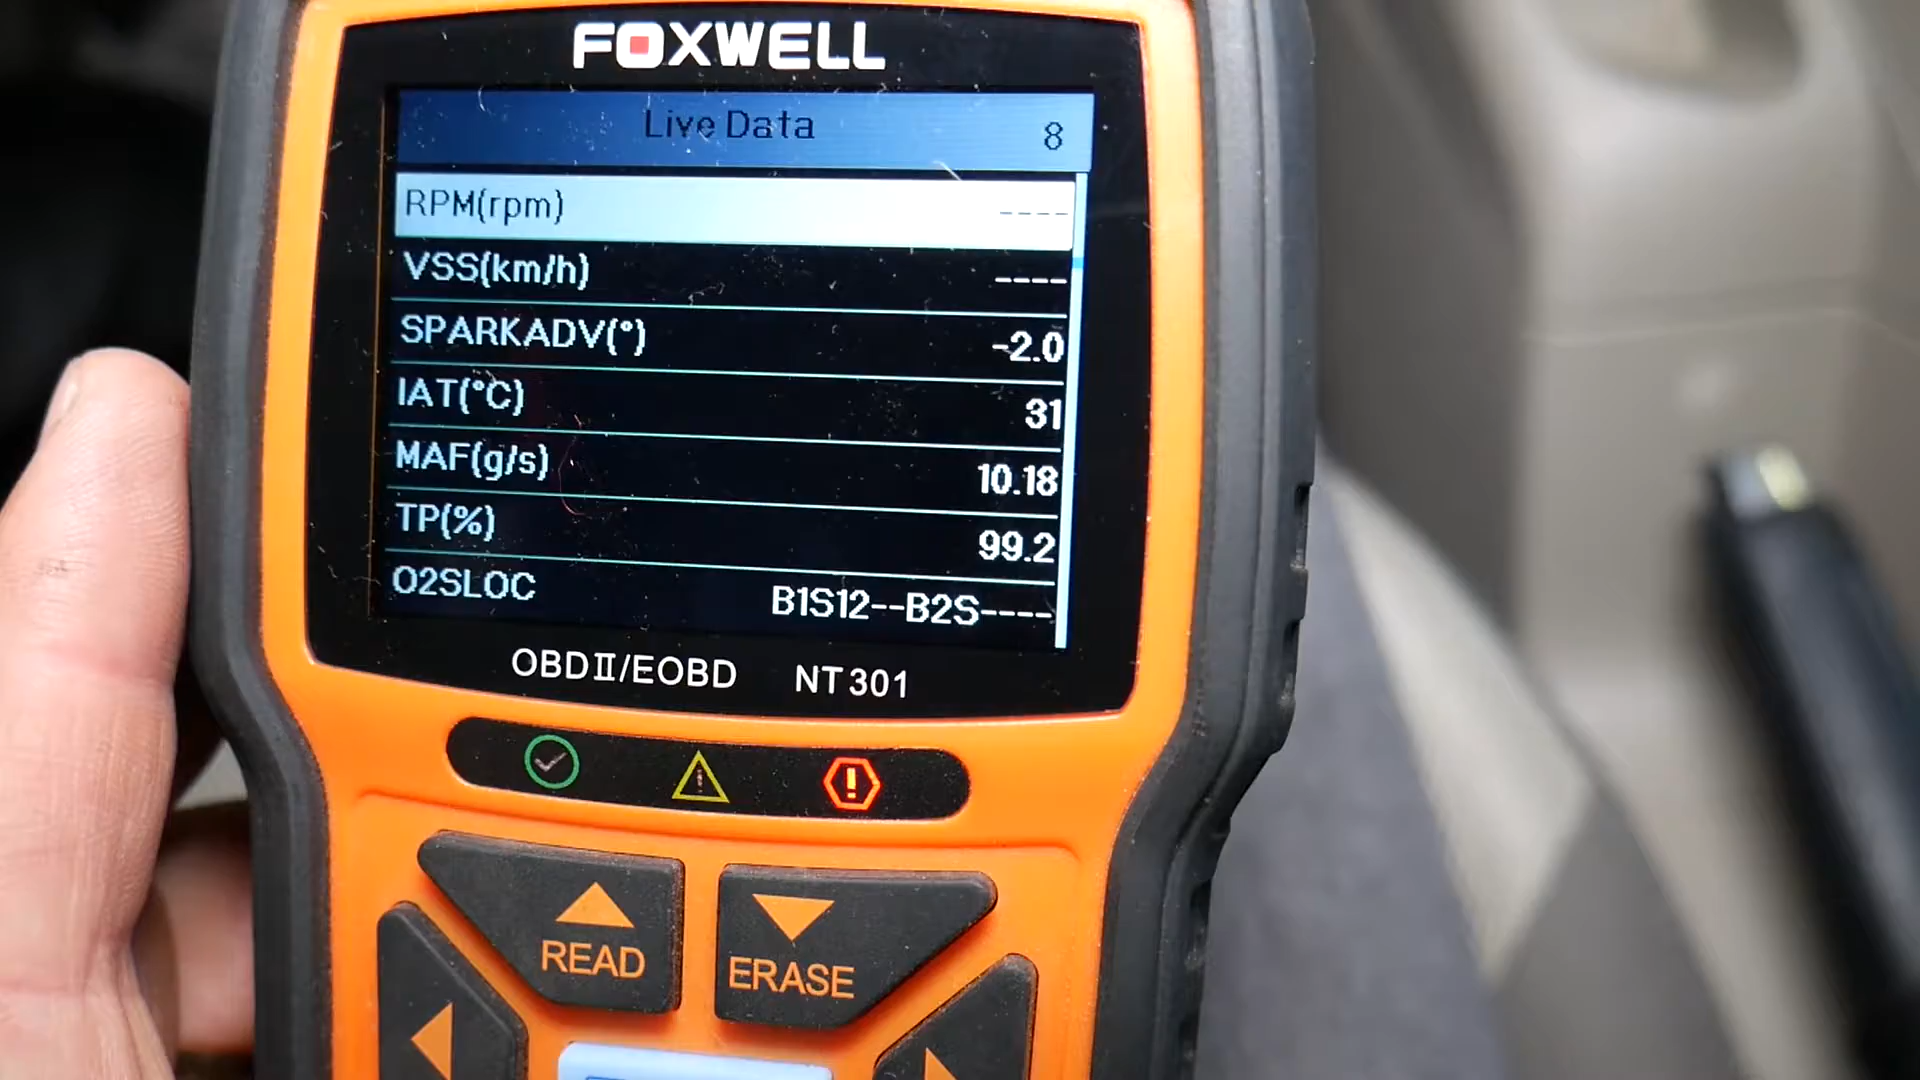 FOXWELL
Live Data 8
RPM(rpm) ----
VSS(km/h) ----
SPARKADV(°) -2.0
IAT(°C) 31
MAF(g/s) 10.18
TP(%) 99.2
O2SLOC B1S12--B2S----
OBDII/EOBD NT301
READ
ERASE